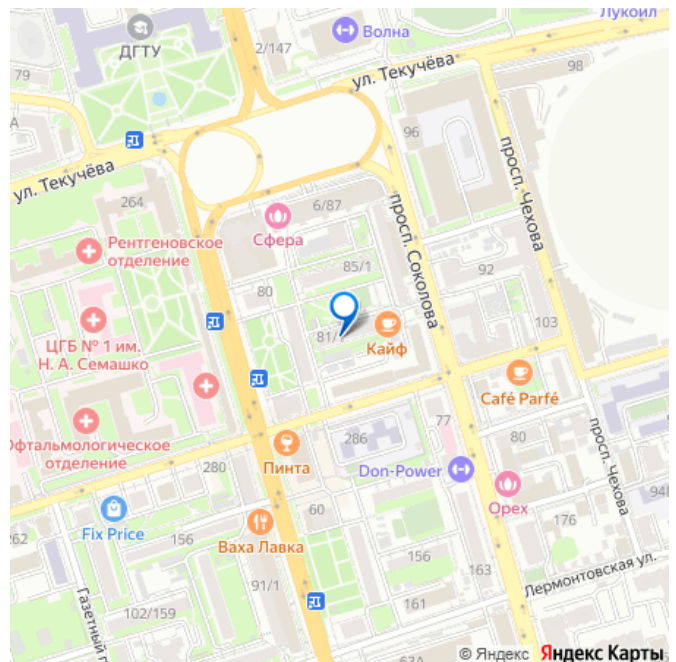 Лукойл
ДГТУ
2/147
Волна
79
ул. Текучёва
98
96
просп. Чехова
ул. Текучёва
264
6/87
Сфера
просп. Соколова
Рентгеновское
отделение
85/1
92
80
ЦГБ № 1 им.
Н. А. Семашко
81/
Кайф
103
Café Parfé
Офтальмологическое
отделение
286
77
80
просп. Чехова
Пинта
280
Don-Power
Орех
94
Fix Price
262
156
60
Ваха Лавка
176
156
163
Лермонтовская ул.
91/1
Газетный п
102/159
161
63А
© Яндекс Яндекс Карты